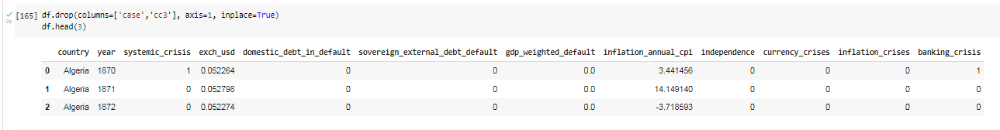 [165] df.drop(columns=['case','cc3'], axis=1, inplace=True)
0s
df.head(3)
country year systemic_crisis exch_usd domestic_debt_in_default sovereign_external_debt_default gdp_weighted_default inflation_annual_cpi independence currency_crises inflation_crises banking_crisis
0 Algeria 1870 1 0.052264 0 0 0.0 3.441456 0 0 0 1
1 Algeria 1871 0 0.052798 0 0 0.0 14.149140 0 0 0 0
2 Algeria 1872 0 0.052274 0 0 0.0 -3.718593 0 0 0 0